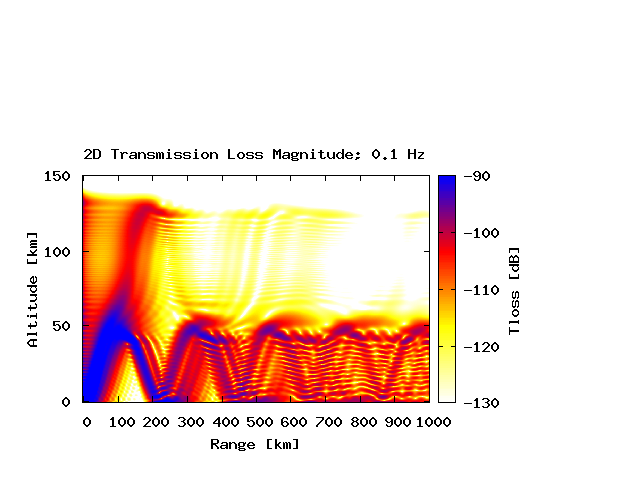 2D Transmission Loss Magnitude; 0.1 Hz
150
100
50
0
Altitude [km]
0 100 200 300 400 500 600 700 800 900 1000
Range [km]
-90
-100
-110
-120
-130
Tloss [dB]